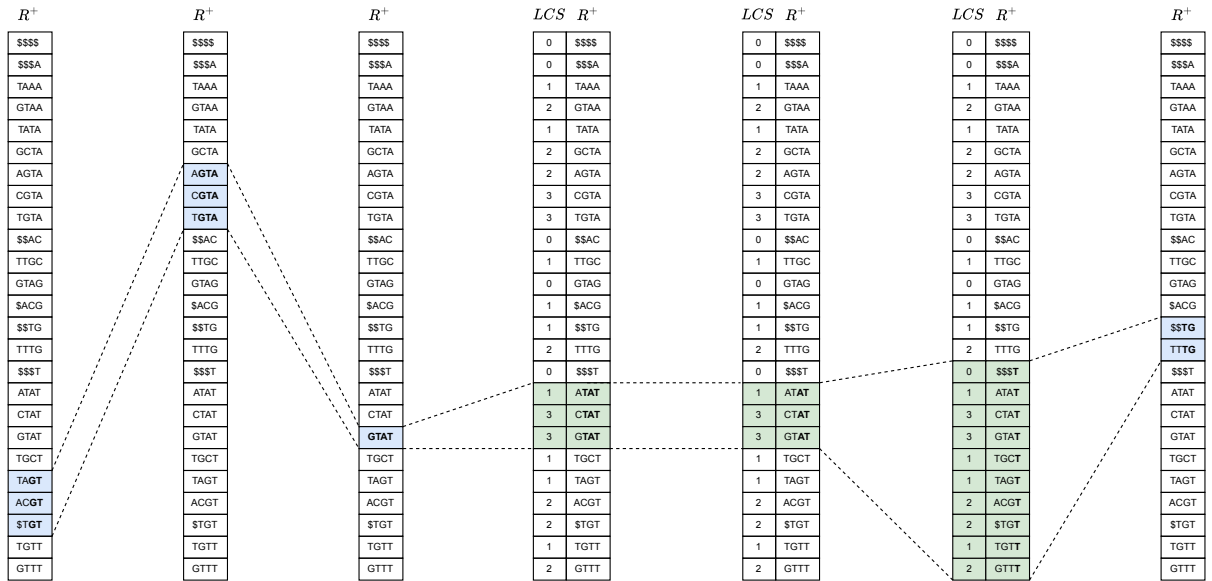 R+ R+ R+ LCS R+ LCS R+ LCS R+ R+
$$$$ $$$$ $$$$ 0 $$$$ 0 $$$$ 0 $$$$ $$$$
$$$A $$$A $$$A 0 $$$A 0 $$$A 0 $$$A $$$A
TAAA TAAA TAAA 1 TAAA 1 TAAA 1 TAAA TAAA
GTAA GTAA GTAA 2 GTAA 2 GTAA 2 GTAA GTAA
TATA TATA TATA 1 TATA 1 TATA 1 TATA TATA
GCTA GCTA GCTA 2 GCTA 2 GCTA 2 GCTA GCTA
AGTA AGTA AGTA 2 AGTA 2 AGTA 2 AGTA AGTA
CGTA CGTA CGTA 3 CGTA 3 CGTA 3 CGTA CGTA
TGTA TGTA TGTA 3 TGTA 3 TGTA 3 TGTA TGTA
$$AC $$AC $$AC 0 $$AC 0 $$AC 0 $$AC $$AC
TTGC TTGC TTGC 1 TTGC 1 TTGC 1 TTGC TTGC
GTAG GTAG GTAG 0 GTAG 0 GTAG 0 GTAG GTAG
$ACG $ACG $ACG 1 $ACG 1 $ACG 1 $ACG $ACG
$$TG $$TG $$TG 1 $$TG 1 $$TG 1 $$TG $$TG
TTTG TTTG TTTG 2 TTTG 2 TTTG 2 TTTG TTTG
$$$T $$$T $$$T 0 $$$T 0 $$$T 0 $$$T $$$T
ATAT ATAT ATAT 1 ATAT 1 ATAT 1 ATAT ATAT
CTAT CTAT CTAT 3 CTAT 3 CTAT 3 CTAT CTAT
GTAT GTAT GTAT 3 GTAT 3 GTAT 3 GTAT GTAT
TGCT TGCT TGCT 1 TGCT 1 TGCT 1 TGCT TGCT
TAGT TAGT TAGT 1 TAGT 1 TAGT 1 TAGT TAGT
ACGT ACGT ACGT 2 ACGT 2 ACGT 2 ACGT ACGT
$TGT $TGT $TGT 2 $TGT 2 $TGT 2 $TGT $TGT
TGTT TGTT TGTT 1 TGTT 1 TGTT 1 TGTT TGTT
GTTT GTTT GTTT 2 GTTT 2 GTTT 2 GTTT GTTT